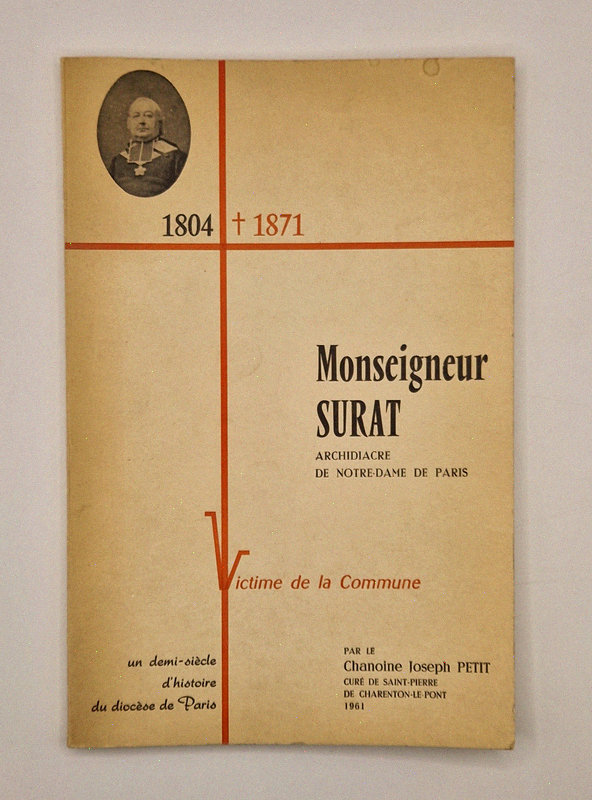 1804 † 1871
Monseigneur
SURAT
ARCHIDIACRE
DE NOTRE-DAME DE PARIS
Victime de la Commune
un demi-siècle
d'histoire
du diocèse de Paris
PAR LE
Chanoine Joseph PETIT
CURÉ DE SAINT-PIERRE
DE CHARENTON-LE-PONT
1961